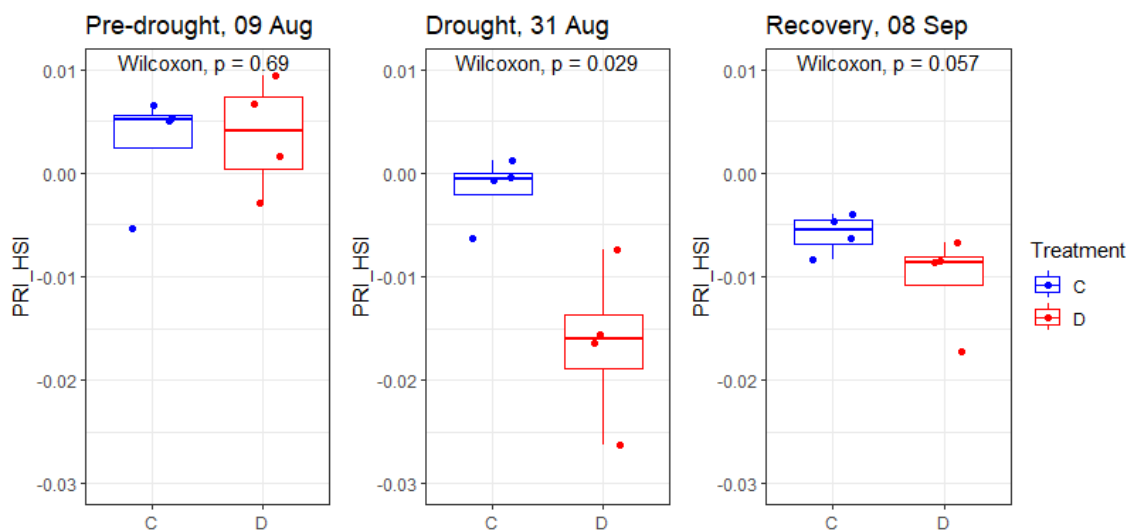 Pre-drought, 09 Aug
Wilcoxon, p = 0.69
0.01
0.00
-0.01
-0.02
-0.03
PRI_HSI
C D
Drought, 31 Aug
Wilcoxon, p = 0.029
0.01
0.00
-0.01
-0.02
-0.03
PRI_HSI
C D
Recovery, 08 Sep
Wilcoxon, p = 0.057
0.01
0.00
-0.01
-0.02
-0.03
PRI_HSI
C D
Treatment
C
D